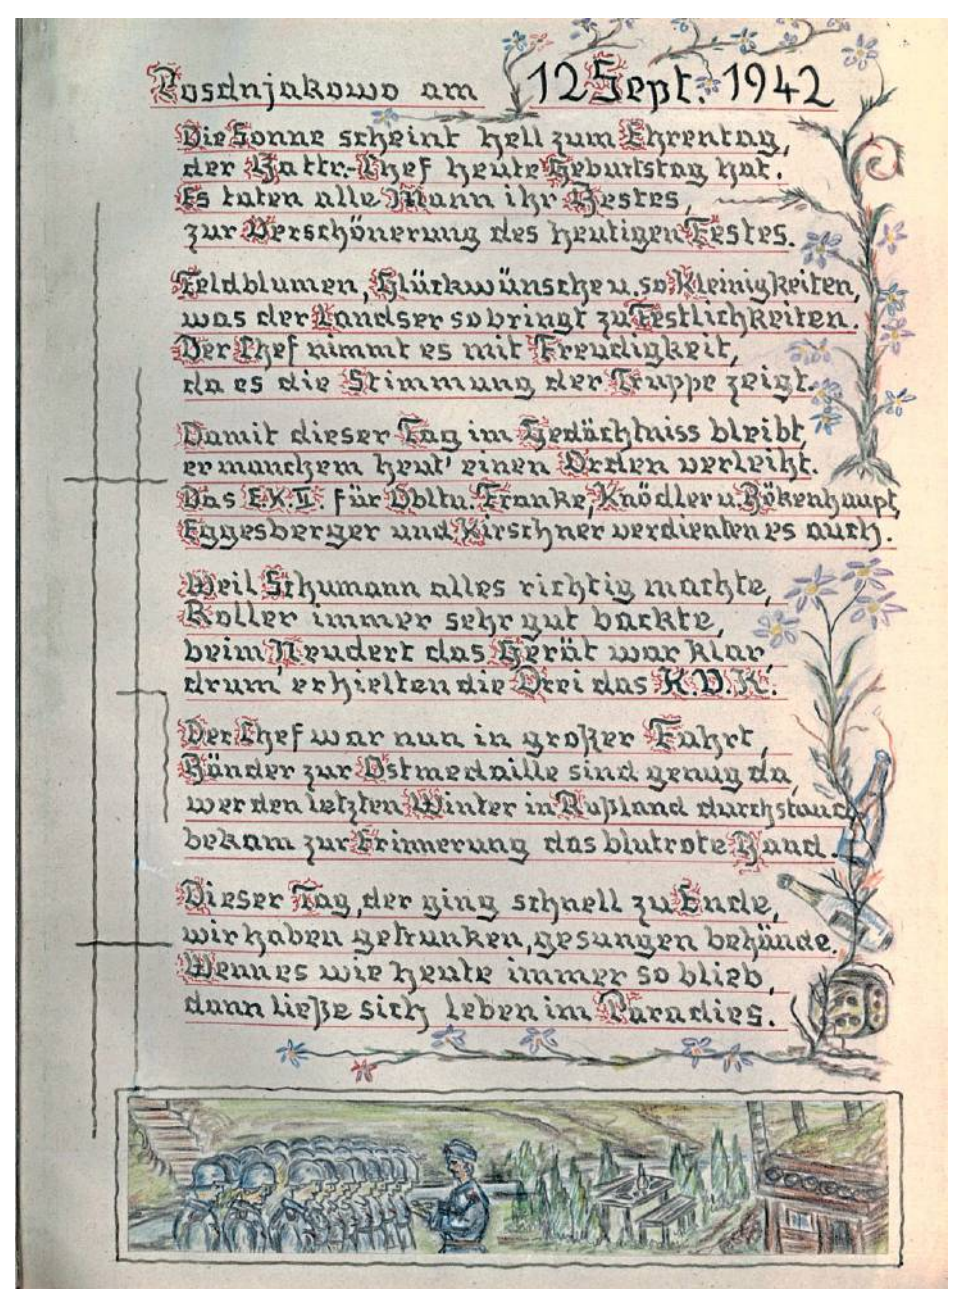 Posdnjakowo am 12 Sept. 1942
Die Sonne scheint hell zum Ehrentag,
der Battr.-Chef heute Geburtstag hat.
Es taten alle Mann ihr Bestes,
zur Verschönerung des heutigen Festes.
Feldblumen, Glückwünsche u. so Kleinigkeiten,
was der Landser so bringt zu Festlichkeiten.
Der Chef nimmt es mit Freudigkeit,
da es die Stimmung der Truppe zeigt.
Damit dieser Tag im Gedächtniss bleibt,
er manchem heut' einen Orden verleiht.
Das E.K.II. für Obltn. Franke, Knödler u. Bökenhaupt,
Eggesberger und Kirschner verdienten es auch.
Weil Schumann alles richtig machte,
Roller immer sehr gut backte,
beim Neudert das Gerät war klar,
drum' erhielten die Drei das K.V.K.
Der Chef war nun in großer Fahrt,
Bänder zur Ostmedaille sind genug da,
wer den letzten Winter in Rußland durchstand,
bekam zur Erinnerung das blutrote Band.
Dieser Tag, der ging schnell zu Ende,
wir haben getrunken, gesungen behände.
Wenn es wie heute immer so blieb,
dann ließe sich leben im Paradies.